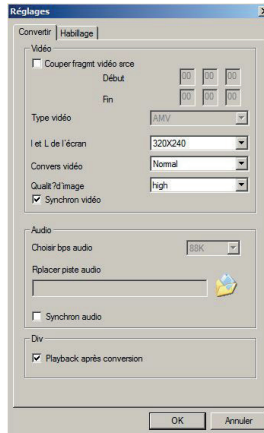 Réglages
Convertir Habillage
Vidéo
Couper fragmt vidéo srce
Début 00 00 00
Fin 00 00 00
Type vidéo AMV
l et L de l'écran 320X240
Convers vidéo Normal
Qualit?d'image high
Synchron vidéo
Audio
Choisir bps audio 88K
Rplacer piste audio
Synchron audio
Div
Playback après conversion
OK Annuler